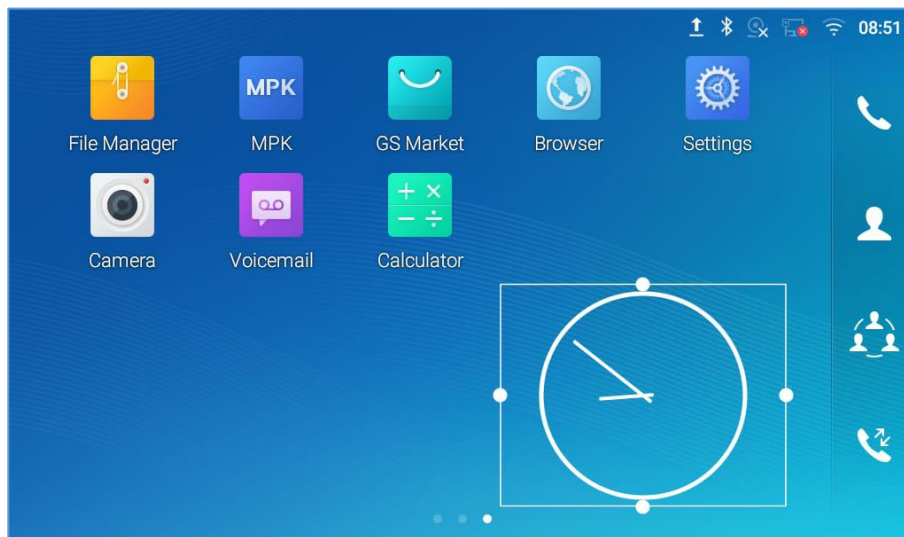 08:51
MPK
File Manager MPK GS Market Browser Settings
Camera Voicemail Calculator